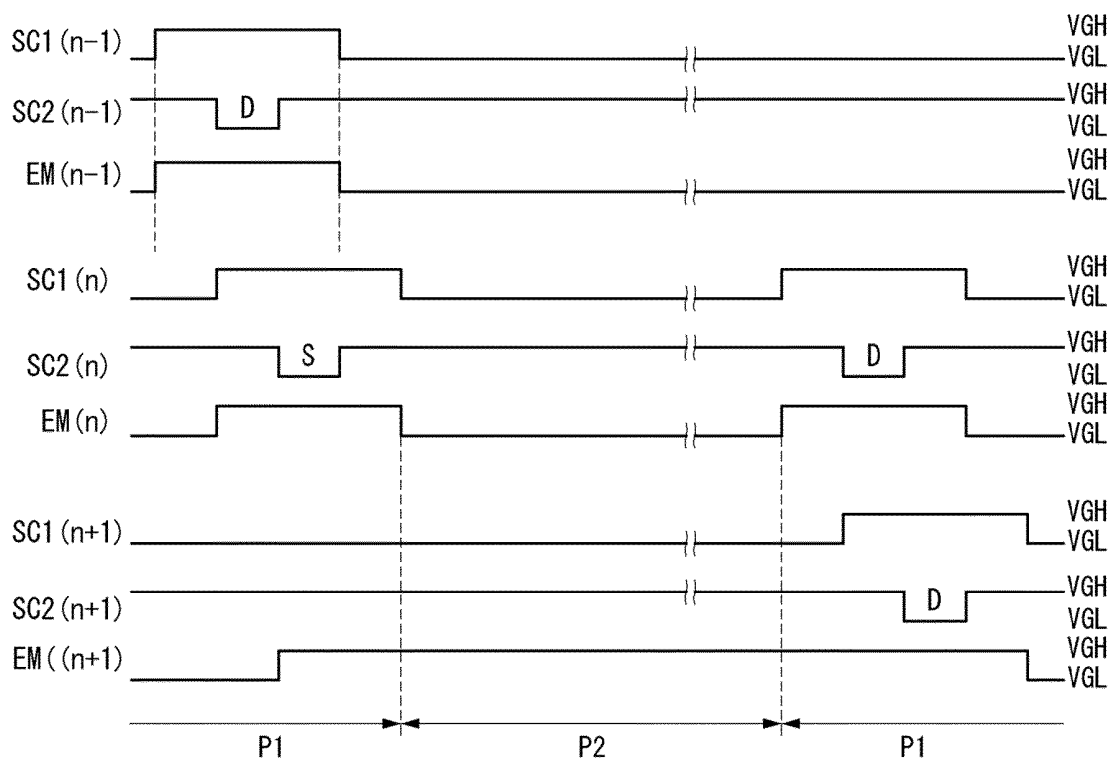 SC1(n-1) VGH
VGL
SC2(n-1) D VGH
VGL
EM(n-1) VGH
VGL
SC1(n) VGH
VGL
SC2(n) S D VGH
VGL
EM(n) VGH
VGL
SC1(n+1) VGH
VGL
SC2(n+1) D VGH
VGL
EM((n+1) VGH
VGL
P1 P2 P1